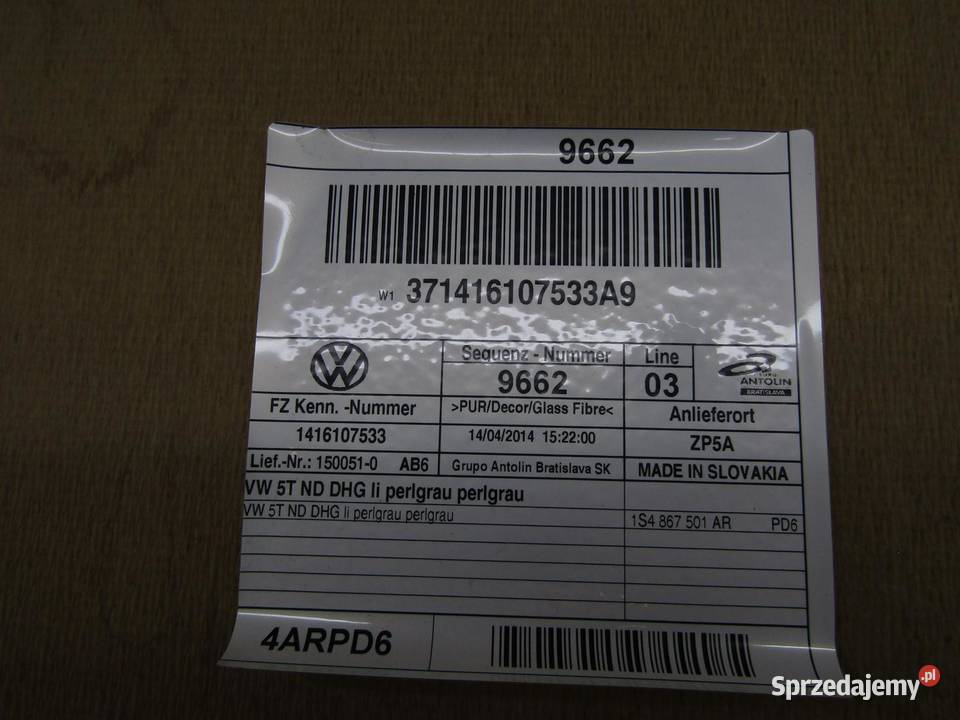 9662
W1 371416107533A9
Sequenz - Nummer
Line
9662
03
ANTOLIN
BRATISLAVA
FZ Kenn. -Nummer
>PUR/Decor/Glass Fibre<
Anlieferort
1416107533
14/04/2014 15:22:00
ZP5A
Lief.-Nr.: 150051-0 AB6
Grupo Antolin Bratislava SK
MADE IN SLOVAKIA
VW 5T ND DHG li perlgrau perlgrau
VW 5T ND DHG li perlgrau perlgrau
1S4 867 501 AR PD6
4ARPD6
Sprzedajemy.pl